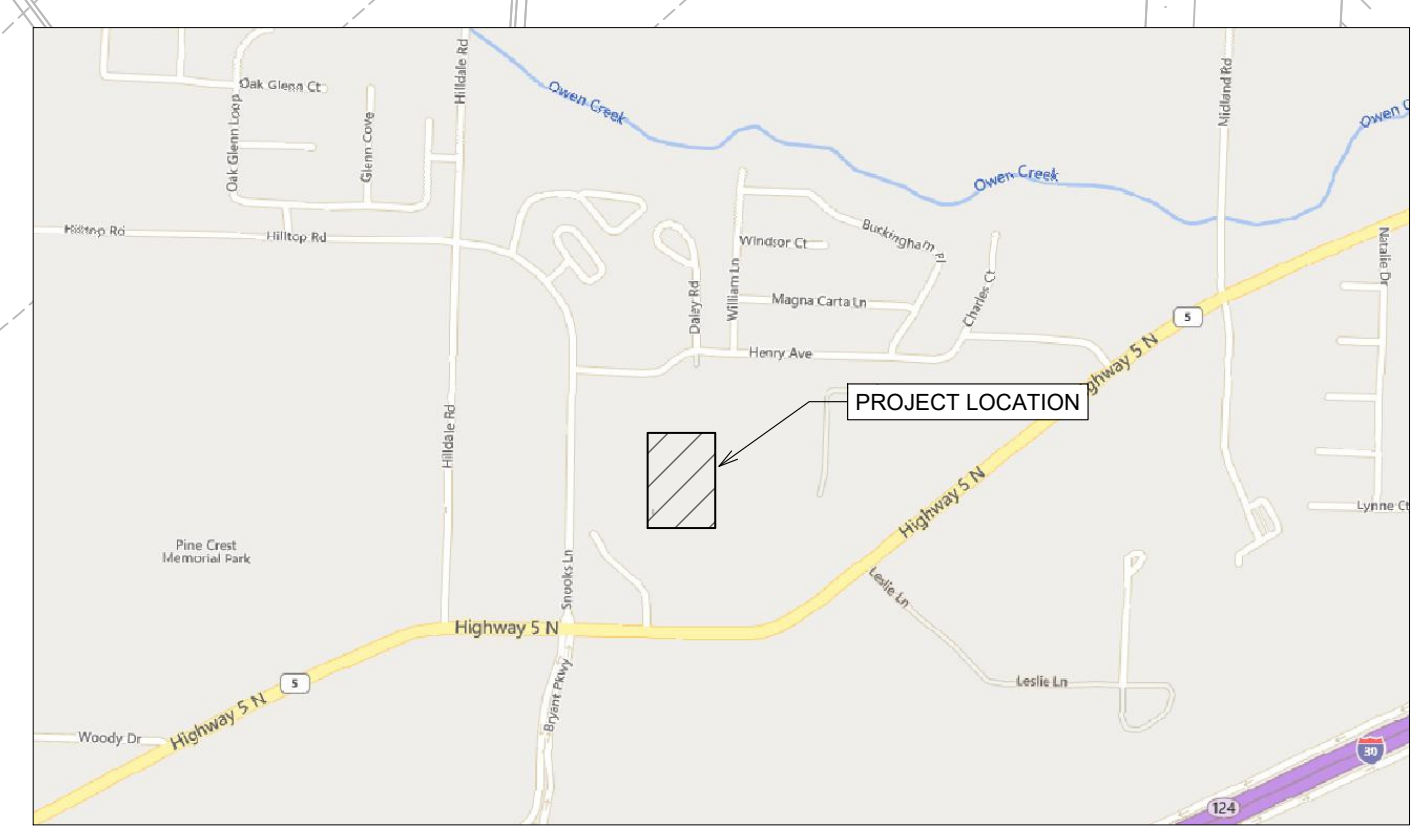 Oak Glenn Ct
Oak Glenn Loop
Glenn Cove
Hilldale Rd
Owen Creek
Midland Rd
Owen C
Owen Creek
Hilltop Rd
Hilltop Rd
Windsor Ct
Buckingham Pl
Natalie Dr
William Ln
Daley Rd
Magna Carta Ln
Charles Ct
5
Henry Ave
ghway 5 N
PROJECT LOCATION
Hilldale Rd
Highway 5 N
Lynne Ct
Pine Crest
Memorial Park
Snooks Ln
Leslie Ln
Highway 5 N
5
Bryant Pkwy
Leslie Ln
Highway 5 N
Woody Dr
30
124